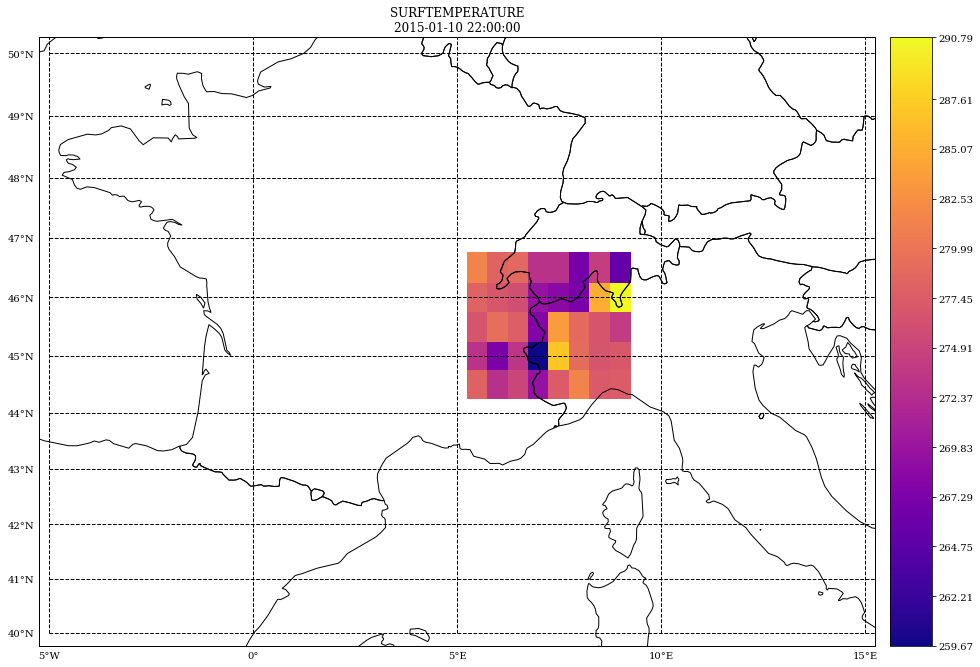 SURFTEMPERATURE
2015-01-10 22:00:00
50°N
49°N
48°N
47°N
46°N
45°N
44°N
43°N
42°N
41°N
40°N
5°W
0°
5°E
10°E
15°E
290.79
287.61
285.07
282.53
279.99
277.45
274.91
272.37
269.83
267.29
264.75
262.21
259.67